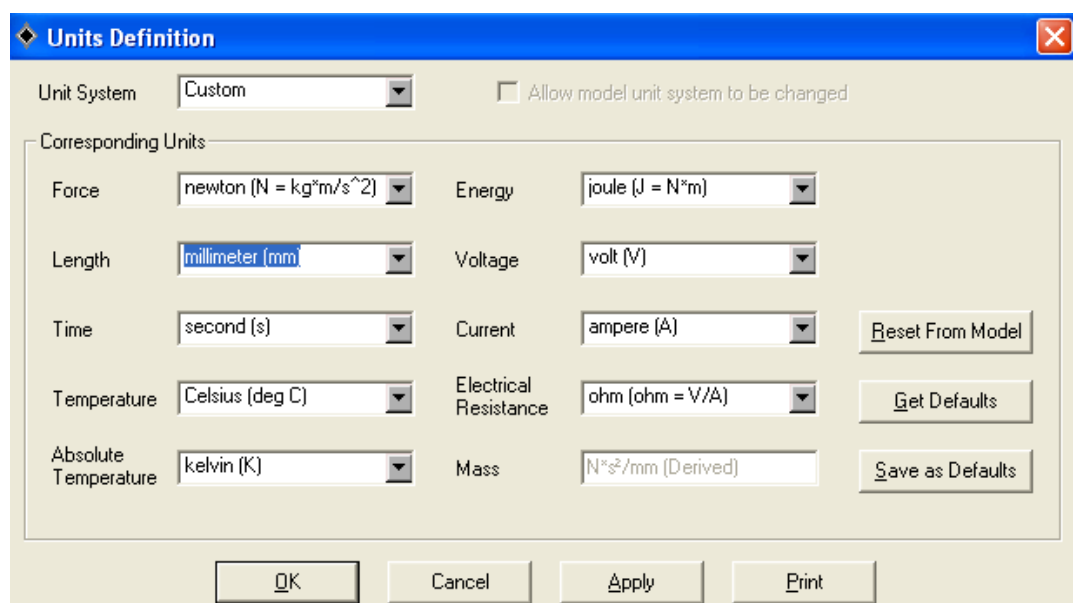 Units Definition
Unit System Custom Allow model unit system to be changed
Corresponding Units
Force newton (N = kg*m/s^2) Energy joule (J = N*m)
Length millimeter (mm) Voltage volt (V)
Time second (s) Current ampere (A) Reset From Model
Temperature Celsius (deg C) Electrical Resistance ohm (ohm = V/A) Get Defaults
Absolute Temperature kelvin (K) Mass N*s²/mm (Derived) Save as Defaults
OK Cancel Apply Print